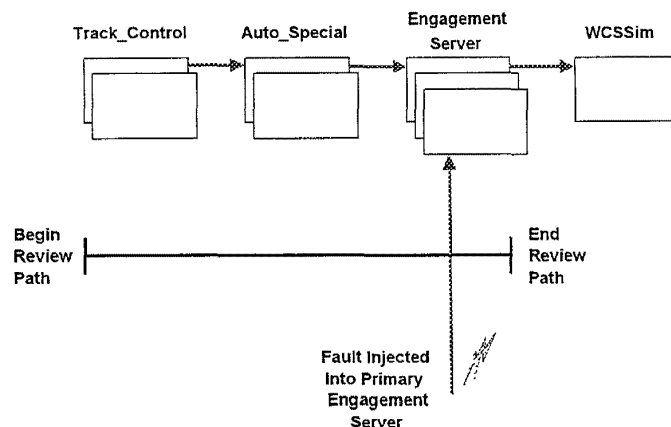 Track_Control
Auto_Special
Engagement
Server
WCSSim
Begin
Review
Path
End
Review
Path
Fault Injected
Into Primary
Engagement
Server